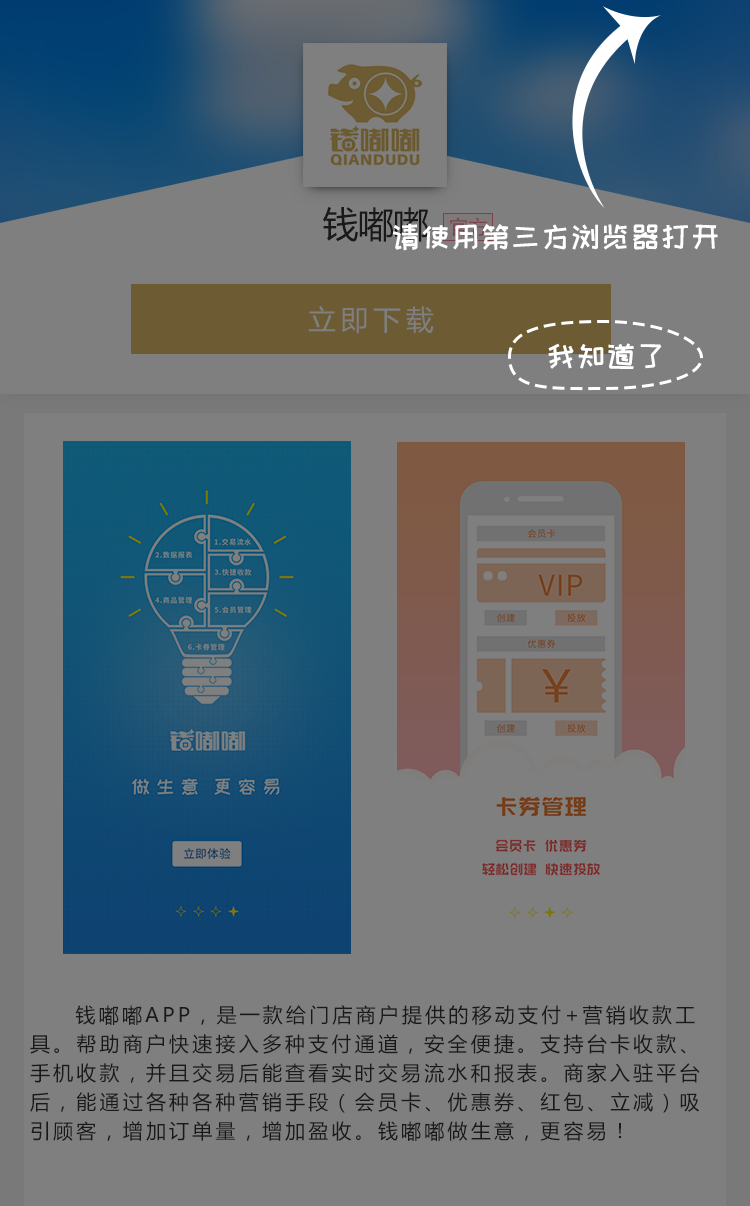 钱嘟嘟
QIANDUDU
钱嘟嘟 官方
请使用第三方浏览器打开
立即下载
我知道了
1.交易流水
2.数据报表
3.快捷收款
4.商品管理
5.会员管理
6.卡券管理
钱嘟嘟
做生意 更容易
立即体验
会员卡
VIP
创建 投放
优惠券
¥
创建 投放
卡券管理
会员卡 优惠券
轻松创建 快速投放
钱嘟嘟APP，是一款给门店商户提供的移动支付+营销收款工
具。帮助商户快速接入多种支付通道，安全便捷。支持台卡收款、
手机收款，并且交易后能查看实时交易流水和报表。商家入驻平台
后，能通过各种各种营销手段（会员卡、优惠券、红包、立减）吸
引顾客，增加订单量，增加盈收。钱嘟嘟做生意，更容易！